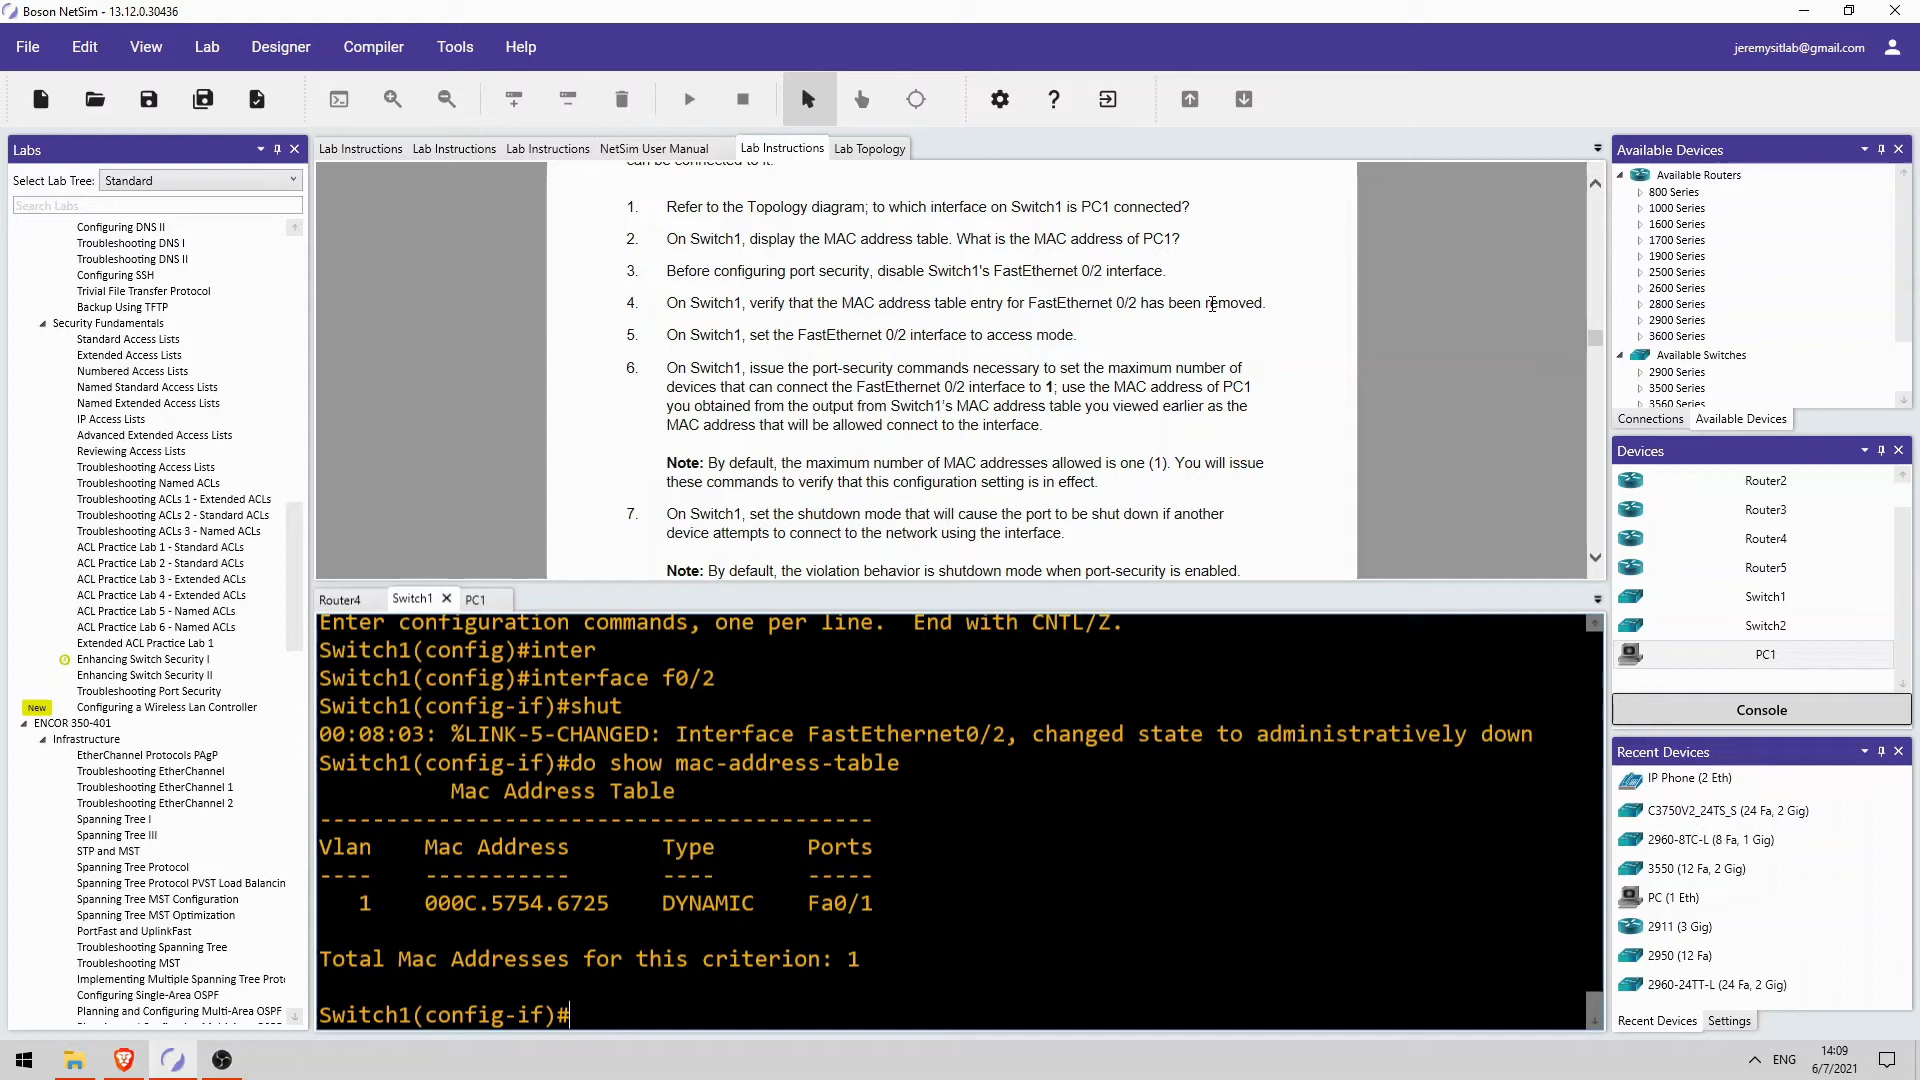 Boson NetSim - 13.12.0.30436
File Edit View Lab Designer Compiler Tools Help
jeremysitlab@gmail.com
Labs
Select Lab Tree: Standard
Search Labs
Configuring DNS II
Troubleshooting DNS I
Troubleshooting DNS II
Configuring SSH
Trivial File Transfer Protocol
Backup Using TFTP
Security Fundamentals
Standard Access Lists
Extended Access Lists
Numbered Access Lists
Named Standard Access Lists
Named Extended Access Lists
IP Access Lists
Advanced Extended Access Lists
Reviewing Access Lists
Troubleshooting Access Lists
Troubleshooting Named ACLs
Troubleshooting ACLs 1 - Extended ACLs
Troubleshooting ACLs 2 - Standard ACLs
Troubleshooting ACLs 3 - Named ACLs
ACL Practice Lab 1 - Standard ACLs
ACL Practice Lab 2 - Standard ACLs
ACL Practice Lab 3 - Extended ACLs
ACL Practice Lab 4 - Extended ACLs
ACL Practice Lab 5 - Named ACLs
ACL Practice Lab 6 - Named ACLs
Extended ACL Practice Lab 1
Enhancing Switch Security I
Enhancing Switch Security II
Troubleshooting Port Security
New Configuring a Wireless Lan Controller
ENCOR 350-401
Infrastructure
EtherChannel Protocols PAgP
Troubleshooting EtherChannel
Troubleshooting EtherChannel 1
Troubleshooting EtherChannel 2
Spanning Tree I
Spanning Tree III
STP and MST
Spanning Tree Protocol
Spanning Tree Protocol PVST Load Balancin
Spanning Tree MST Configuration
Spanning Tree MST Optimization
PortFast and UplinkFast
Troubleshooting Spanning Tree
Troubleshooting MST
Implementing Multiple Spanning Tree Proto
Configuring Single-Area OSPF
Planning and Configuring Multi-Area OSPF
Lab Instructions Lab Instructions Lab Instructions NetSim User Manual Lab Instructions Lab Topology
can be connected to it.
1. Refer to the Topology diagram; to which interface on Switch1 is PC1 connected?
2. On Switch1, display the MAC address table. What is the MAC address of PC1?
3. Before configuring port security, disable Switch1's FastEthernet 0/2 interface.
4. On Switch1, verify that the MAC address table entry for FastEthernet 0/2 has been removed.
5. On Switch1, set the FastEthernet 0/2 interface to access mode.
6. On Switch1, issue the port-security commands necessary to set the maximum number of
devices that can connect the FastEthernet 0/2 interface to 1; use the MAC address of PC1
you obtained from the output from Switch1's MAC address table you viewed earlier as the
MAC address that will be allowed connect to the interface.
Note: By default, the maximum number of MAC addresses allowed is one (1). You will issue
these commands to verify that this configuration setting is in effect.
7. On Switch1, set the shutdown mode that will cause the port to be shut down if another
device attempts to connect to the network using the interface.
Note: By default, the violation behavior is shutdown mode when port-security is enabled.
Router4 Switch1 PC1
Enter configuration commands, one per line.  End with CNTL/Z.
Switch1(config)#inter
Switch1(config)#interface f0/2
Switch1(config-if)#shut
00:08:03: %LINK-5-CHANGED: Interface FastEthernet0/2, changed state to administratively down
Switch1(config-if)#do show mac-address-table
Mac Address Table
------------------------------------------
Vlan    Mac Address       Type       Ports
----    -----------       ----       -----
1    000C.5754.6725    DYNAMIC    Fa0/1
Total Mac Addresses for this criterion: 1
Switch1(config-if)#
Available Devices
Available Routers
800 Series
1000 Series
1600 Series
1700 Series
1900 Series
2500 Series
2600 Series
2800 Series
2900 Series
3600 Series
Available Switches
2900 Series
3500 Series
3560 Series
Connections Available Devices
Devices
Router2
Router3
Router4
Router5
Switch1
Switch2
PC1
Console
Recent Devices
IP Phone (2 Eth)
C3750V2_24TS_S (24 Fa, 2 Gig)
2960-8TC-L (8 Fa, 1 Gig)
3550 (12 Fa, 2 Gig)
PC (1 Eth)
2911 (3 Gig)
2950 (12 Fa)
2960-24TT-L (24 Fa, 2 Gig)
Recent Devices Settings
ENG
14:09
6/7/2021